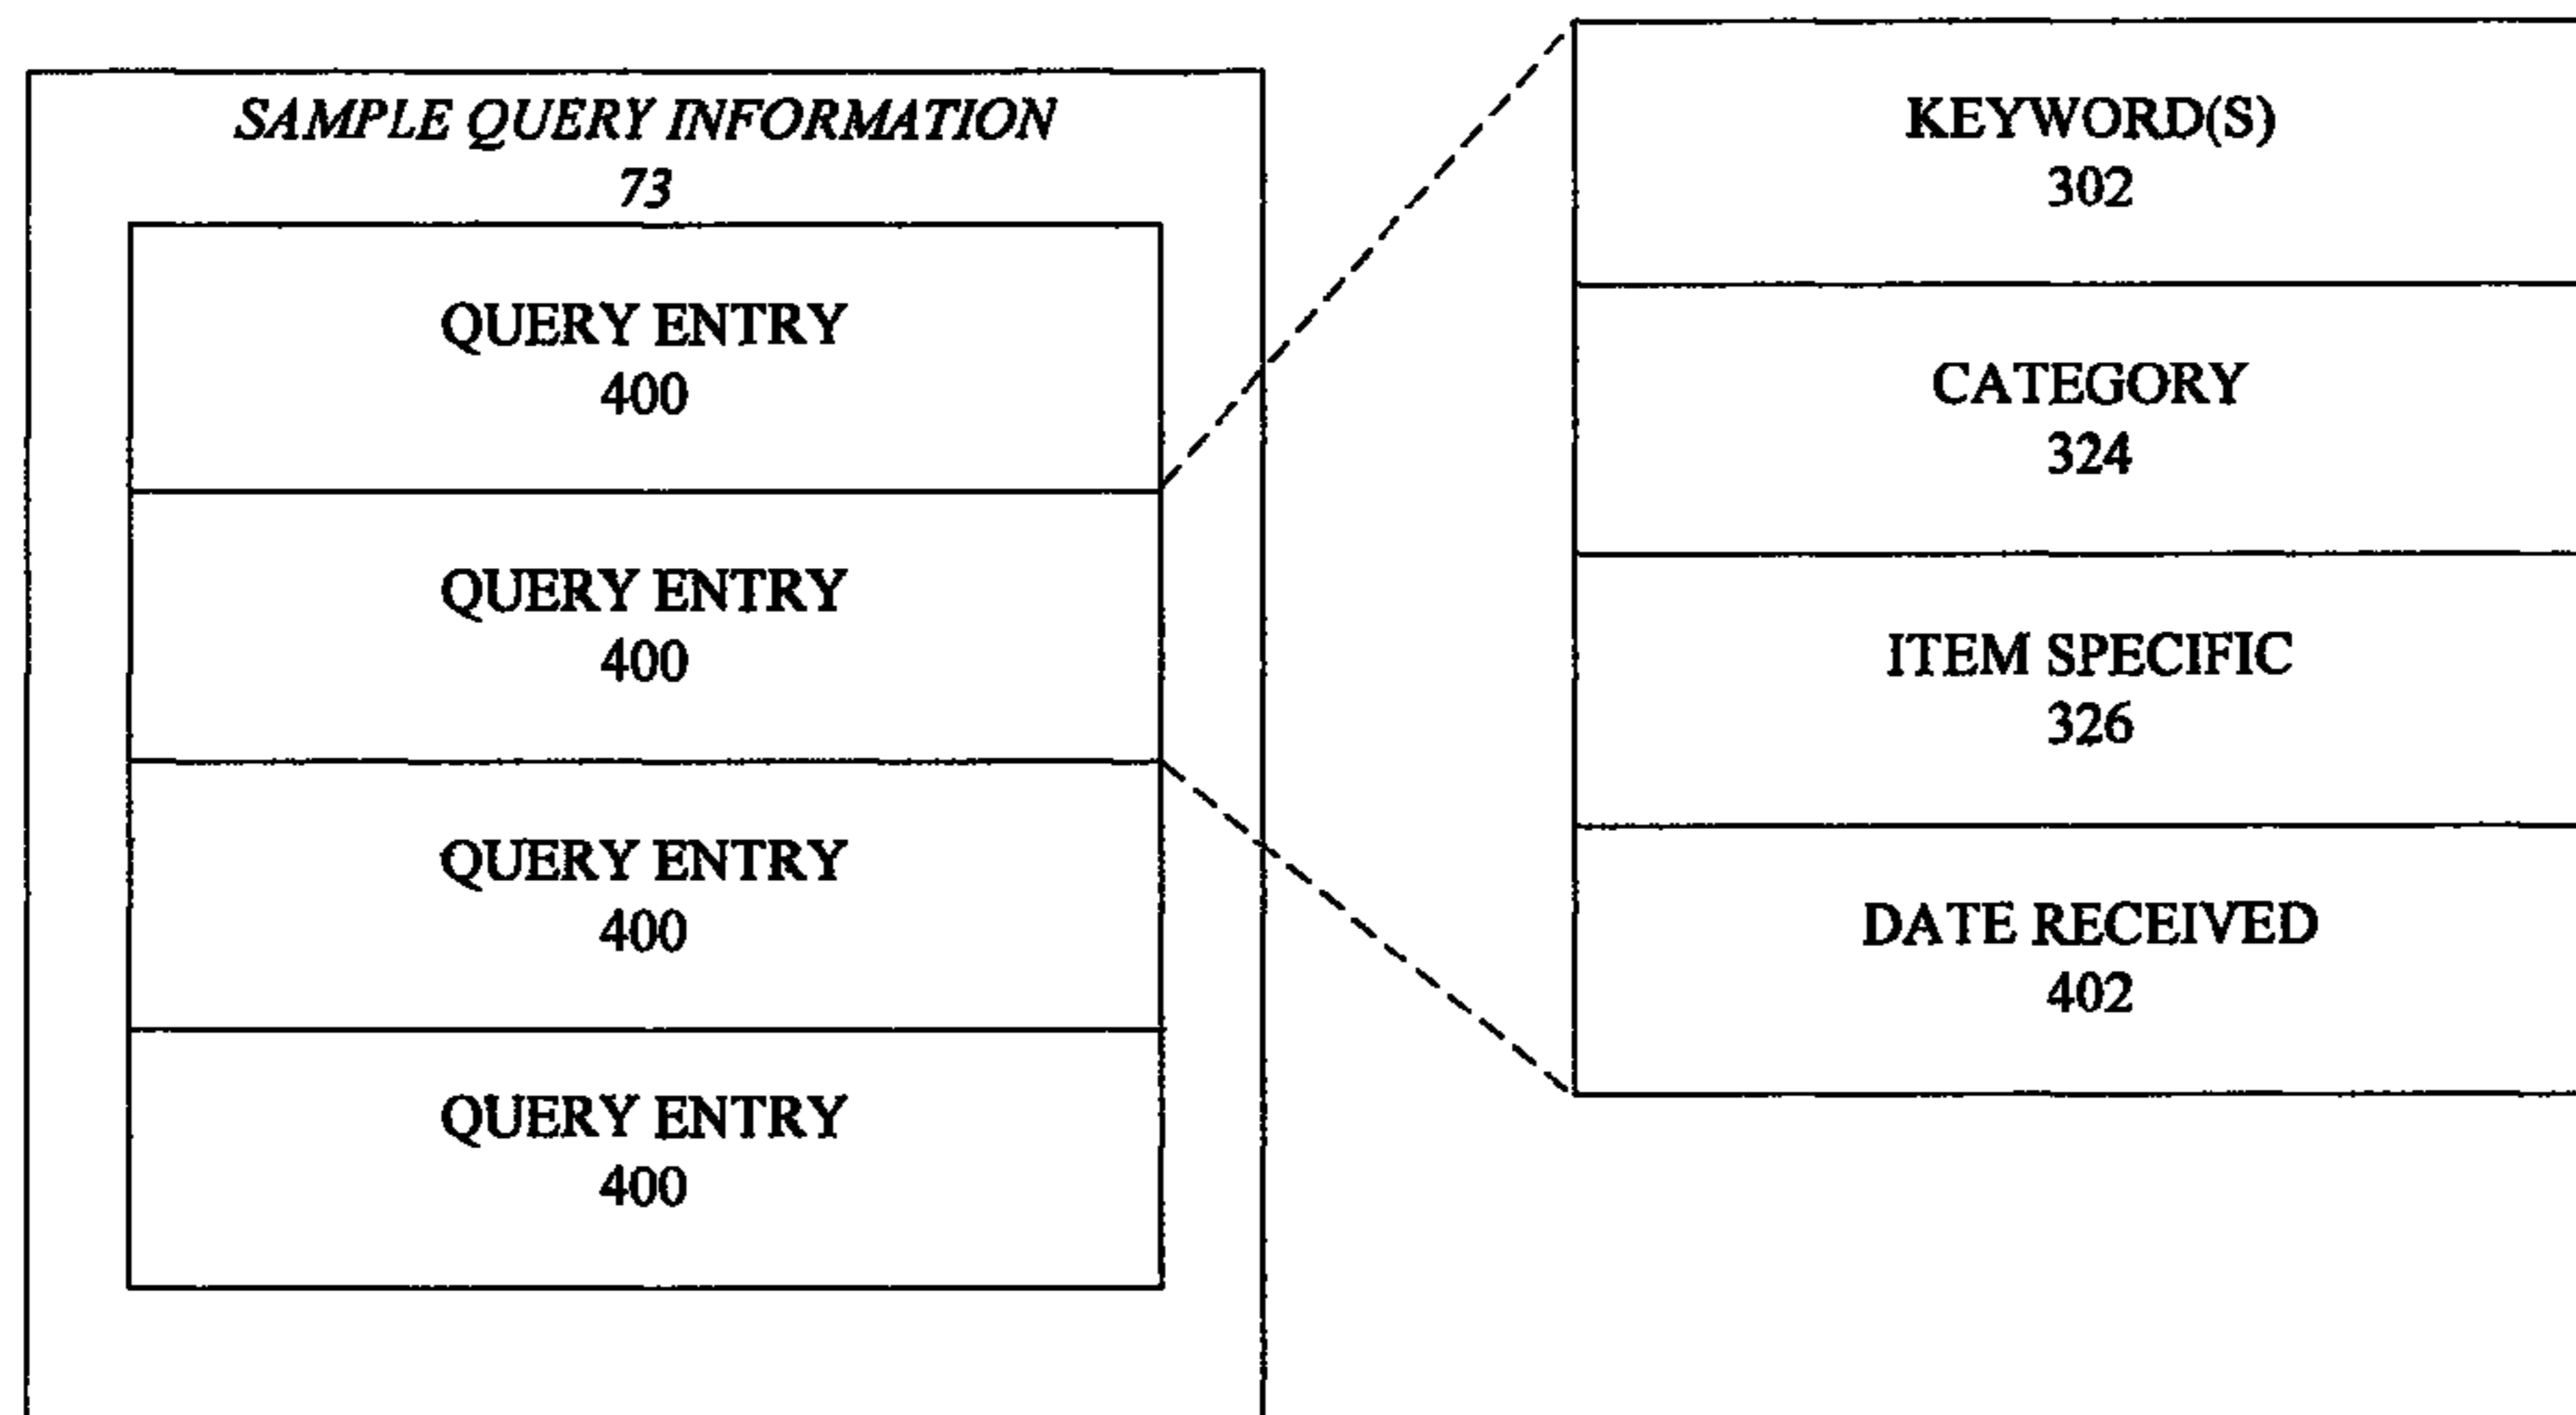 SAMPLE QUERY INFORMATION
73
QUERY ENTRY
400
QUERY ENTRY
400
QUERY ENTRY
400
QUERY ENTRY
400
KEYWORD(S)
302
CATEGORY
324
ITEM SPECIFIC
326
DATE RECEIVED
402